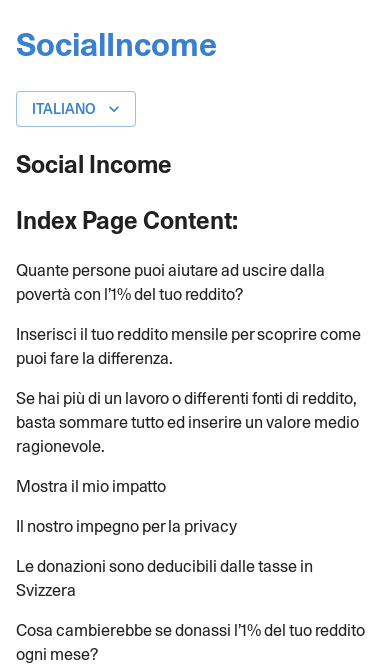 SocialIncome
ITALIANO
Social Income
Index Page Content:
Quante persone puoi aiutare ad uscire dalla
povertà con l'1% del tuo reddito?
Inserisci il tuo reddito mensile per scoprire come
puoi fare la differenza.
Se hai più di un lavoro o differenti fonti di reddito,
basta sommare tutto ed inserire un valore medio
ragionevole.
Mostra il mio impatto
Il nostro impegno per la privacy
Le donazioni sono deducibili dalle tasse in
Svizzera
Cosa cambierebbe se donassi l'1% del tuo reddito
ogni mese?